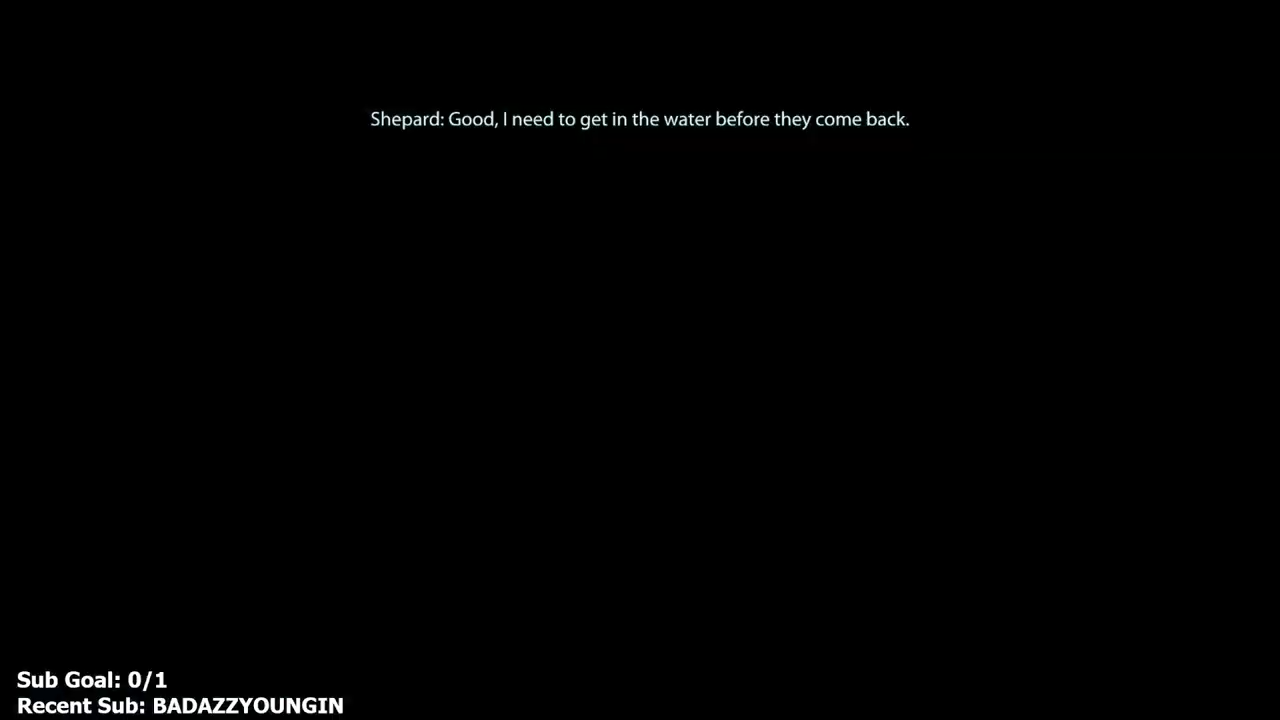 Shepard: Good, I need to get in the water before they come back.
Sub Goal: 0/1
Recent Sub: BADAZZYOUNGIN